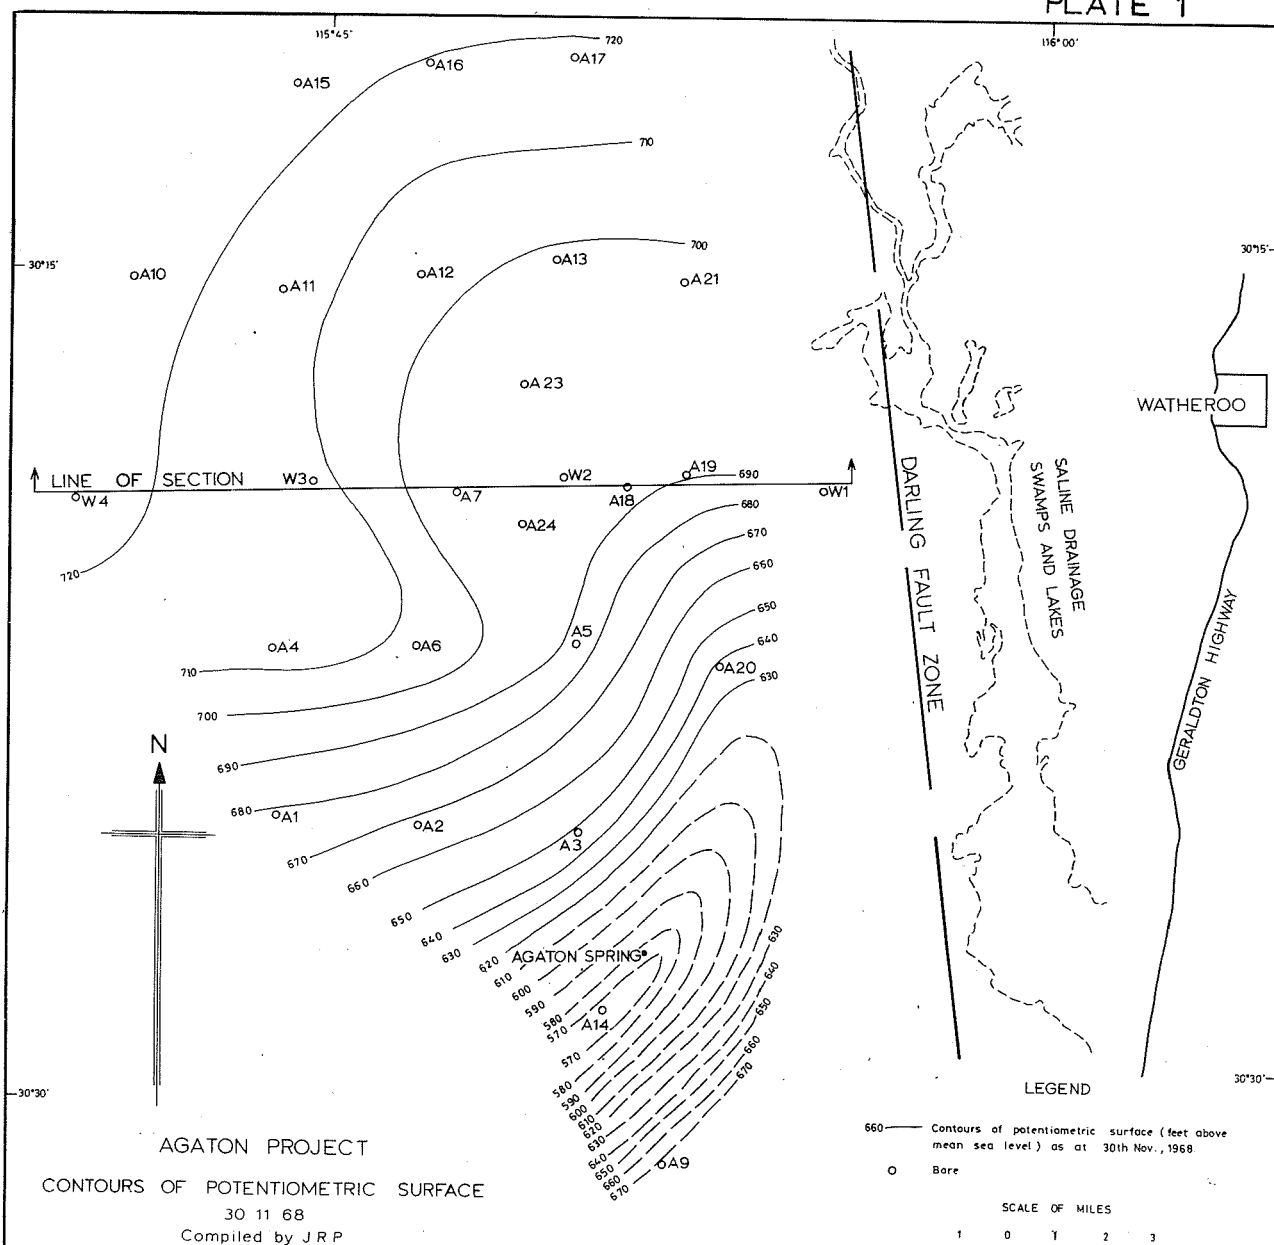 PLATE 1
115°45'
116°00'
720
A17
A16
A15
710
700
30°15'
30°15'
A10
A11
A12
A13
A21
A23
WATHEROO
LINE OF SECTION
W3
W2
A19
690
W4
A7
A18
W1
680
A24
670
660
650
640
630
720
DARLING FAULT ZONE
SALINE DRAINAGE
SWAMPS AND LAKES
GERALDTON HIGHWAY
A4
A6
A5
A20
710
700
690
680
670
660
650
640
630
620
610
600
590
580
570
N
A1
A2
A3
AGATON SPRING
A14
630
640
650
660
670
570
580
590
600
610
620
630
640
650
660
670
A9
30°30'
30°30'
AGATON PROJECT
CONTOURS OF POTENTIOMETRIC SURFACE
30 11 68
Compiled by J R P
LEGEND
660 Contours of potentiometric surface (feet above
mean sea level) as at 30th Nov., 1968
Bore
SCALE OF MILES
1 0 1 2 3